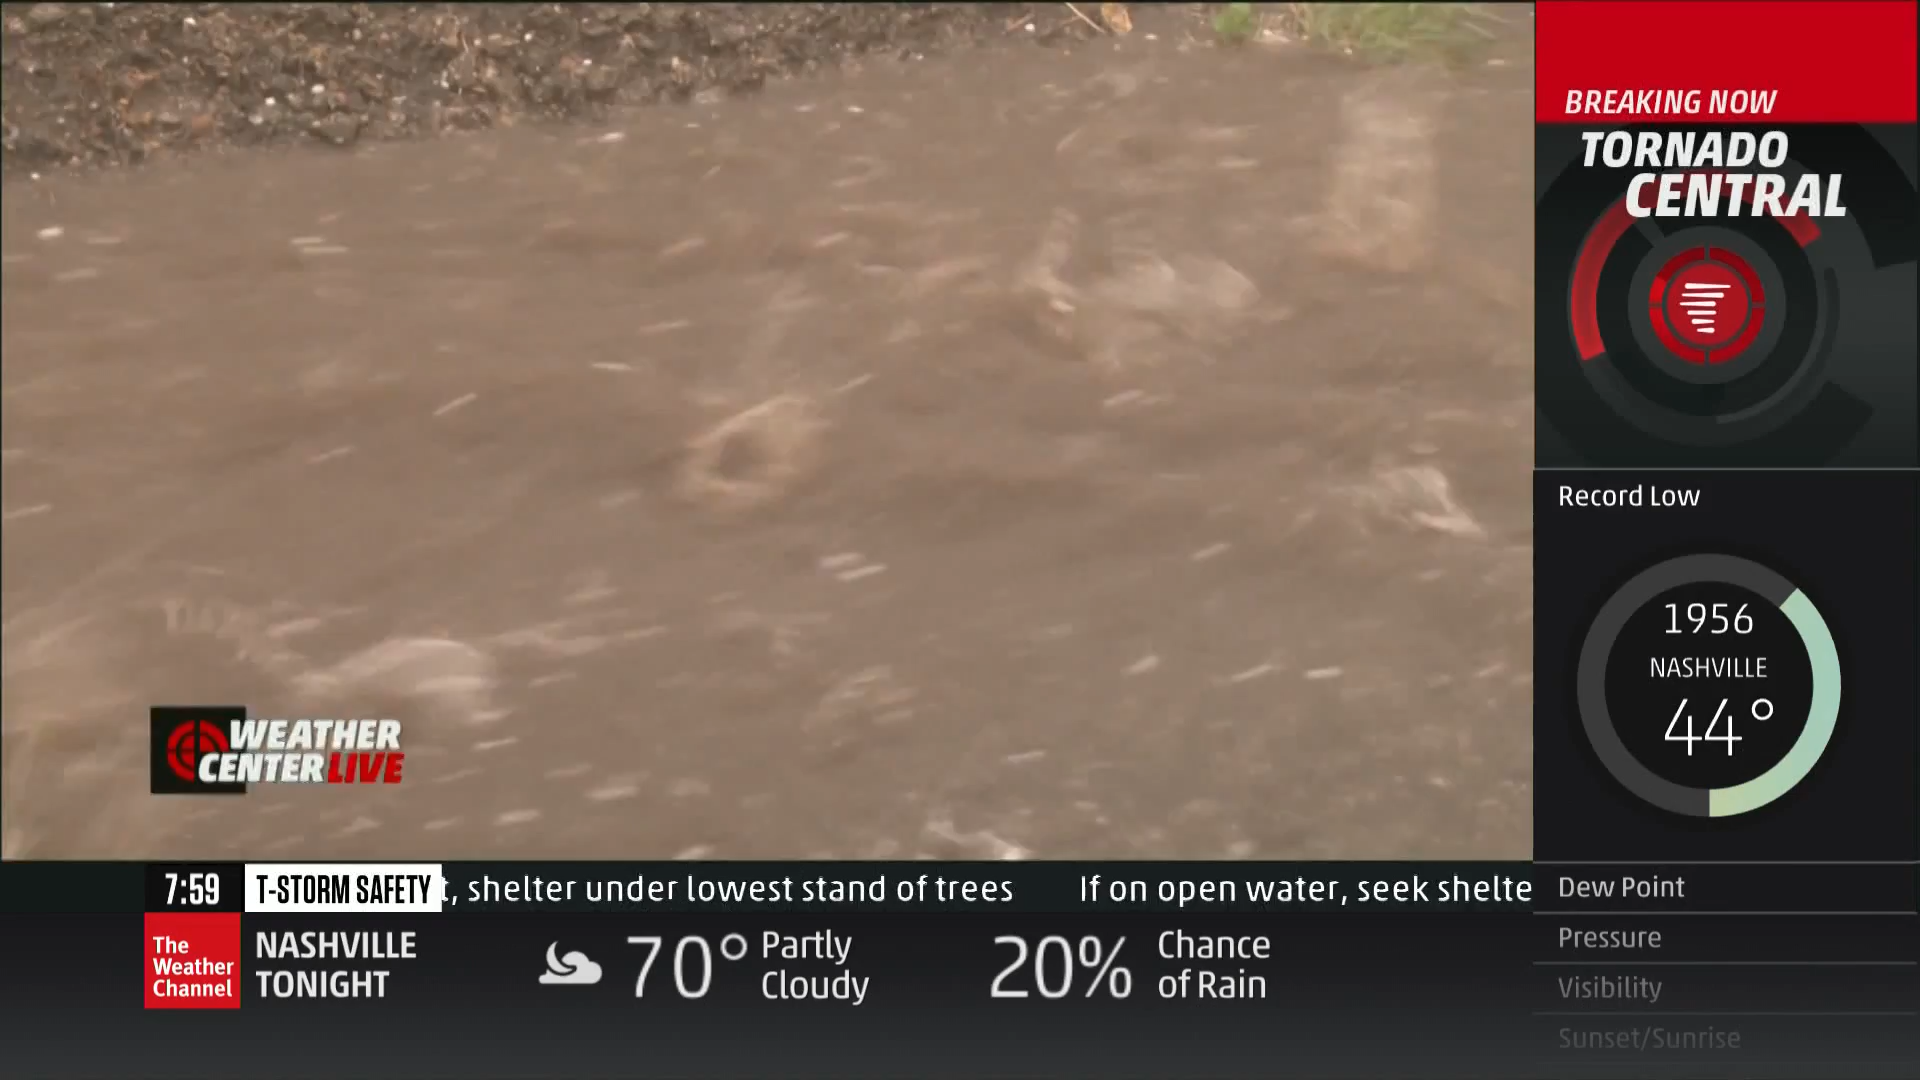 BREAKING NOW
TORNADO
CENTRAL
Record Low
1956
NASHVILLE
44°
WEATHER
CENTER LIVE
7:59
T-STORM SAFETY
t, shelter under lowest stand of trees
If on open water, seek shelte
Dew Point
Pressure
Visibility
Sunset/Sunrise
The
Weather
Channel
NASHVILLE
TONIGHT
70°
Partly
Cloudy
20%
Chance
of Rain